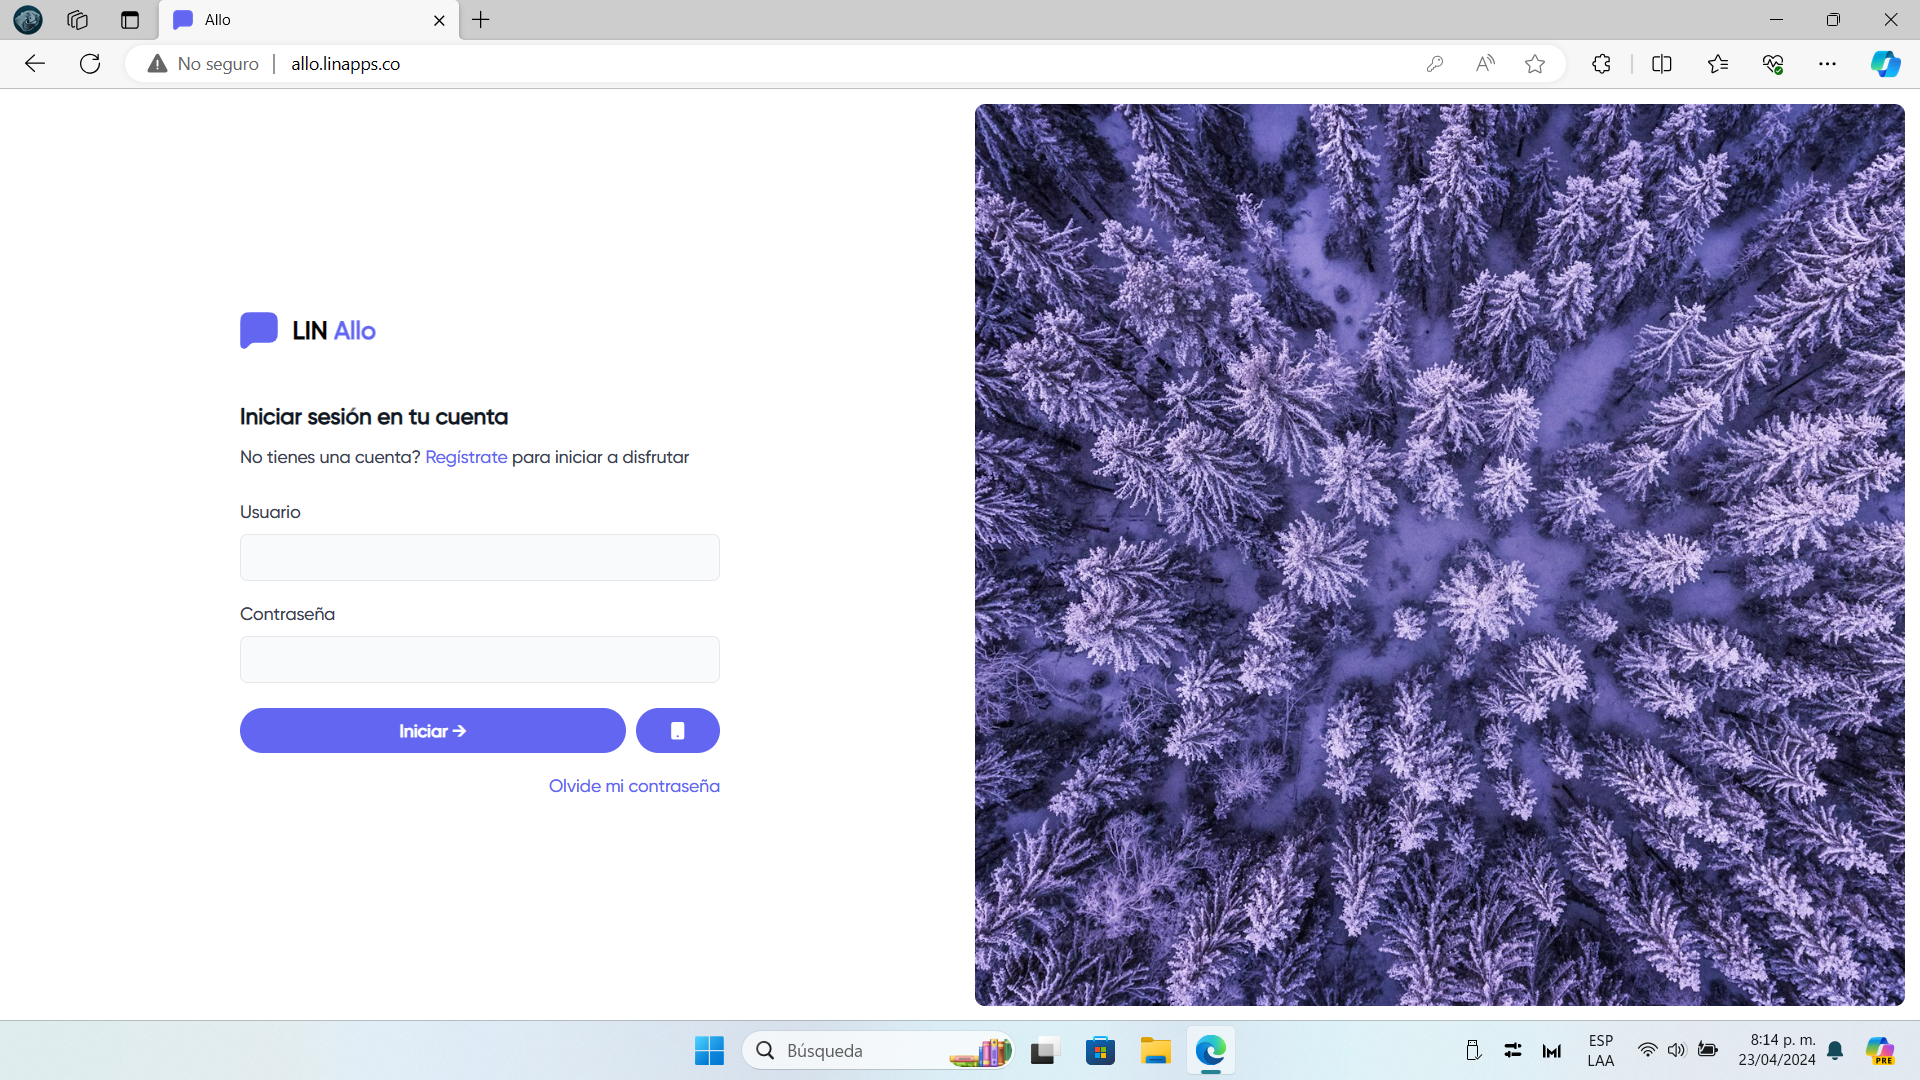 Allo
No seguro
allo.linapps.co
LIN Allo
Iniciar sesión en tu cuenta
No tienes una cuenta? Regístrate para iniciar a disfrutar
Usuario
Contraseña
Iniciar →
Olvide mi contraseña
Búsqueda
ESP
LAA
8:14 p. m.
23/04/2024
PRE